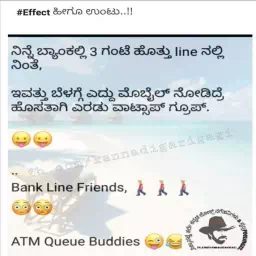 #Effect ಹೀಗೂ ಉಂಟು..!!
ನಿನ್ನೆ ಬ್ಯಾಂಕಲ್ಲಿ 3 ಗಂಟೆ ಹೊತ್ತು line ನಲ್ಲಿ
ನಿಂತೆ,
ಇವತ್ತು ಬೆಳಗ್ಗೆ ಎದ್ದು ಮೊಬೈಲ್ ನೋಡಿದ್ರೆ
ಹೊಸತಾಗಿ ಎರಡು ವಾಟ್ಸಾಪ್ ಗ್ರೂಪ್.
😛😛
..
Bank Line Friends, 🚶🚶🚶
😳😳
ATM Queue Buddies 😜😂